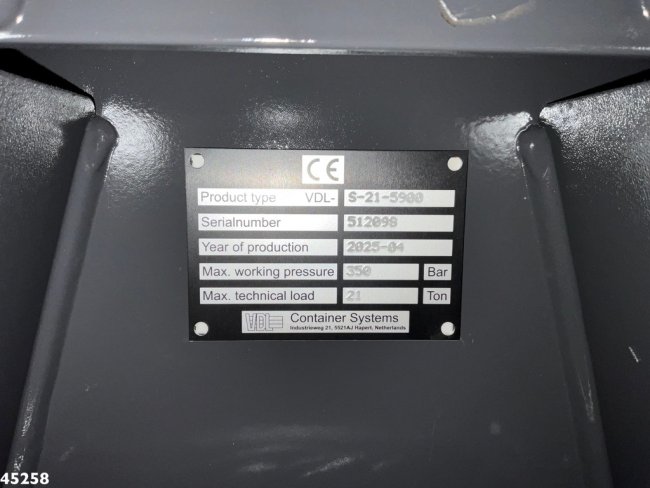 CE
Product type VDL- S-21-5900
Serialnumber 512098
Year of production 2025-04
Max. working pressure 350 Bar
Max. technical load 21 Ton
VDL Container Systems
Industrieweg 21, 5521AJ Hapert, Netherlands
45258